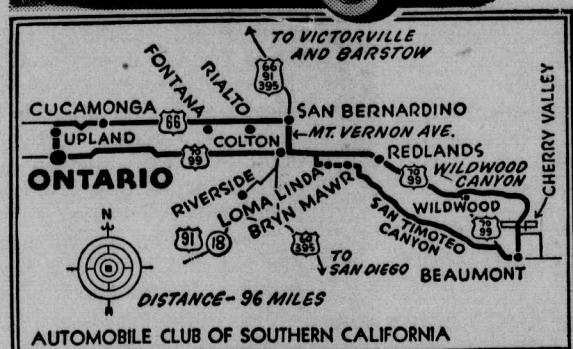 TO VICTORVILLE
AND BARSTOW
66
91
395
FONTANA
RIALTO
CUCAMONGA
66
SAN BERNARDINO
UPLAND
COLTON
MT. VERNON AVE.
70
99
REDLANDS
ONTARIO
CHERRY VALLEY
WILDWOOD
CANYON
70
99
RIVERSIDE
LOMA LINDA
BRYN MAWR
WILDWOOD
70
99
SAN TIMOTEO
CANYON
91
18
395
TO
SAN DIEGO
BEAUMONT
N
DISTANCE-96 MILES
AUTOMOBILE CLUB OF SOUTHERN CALIFORNIA